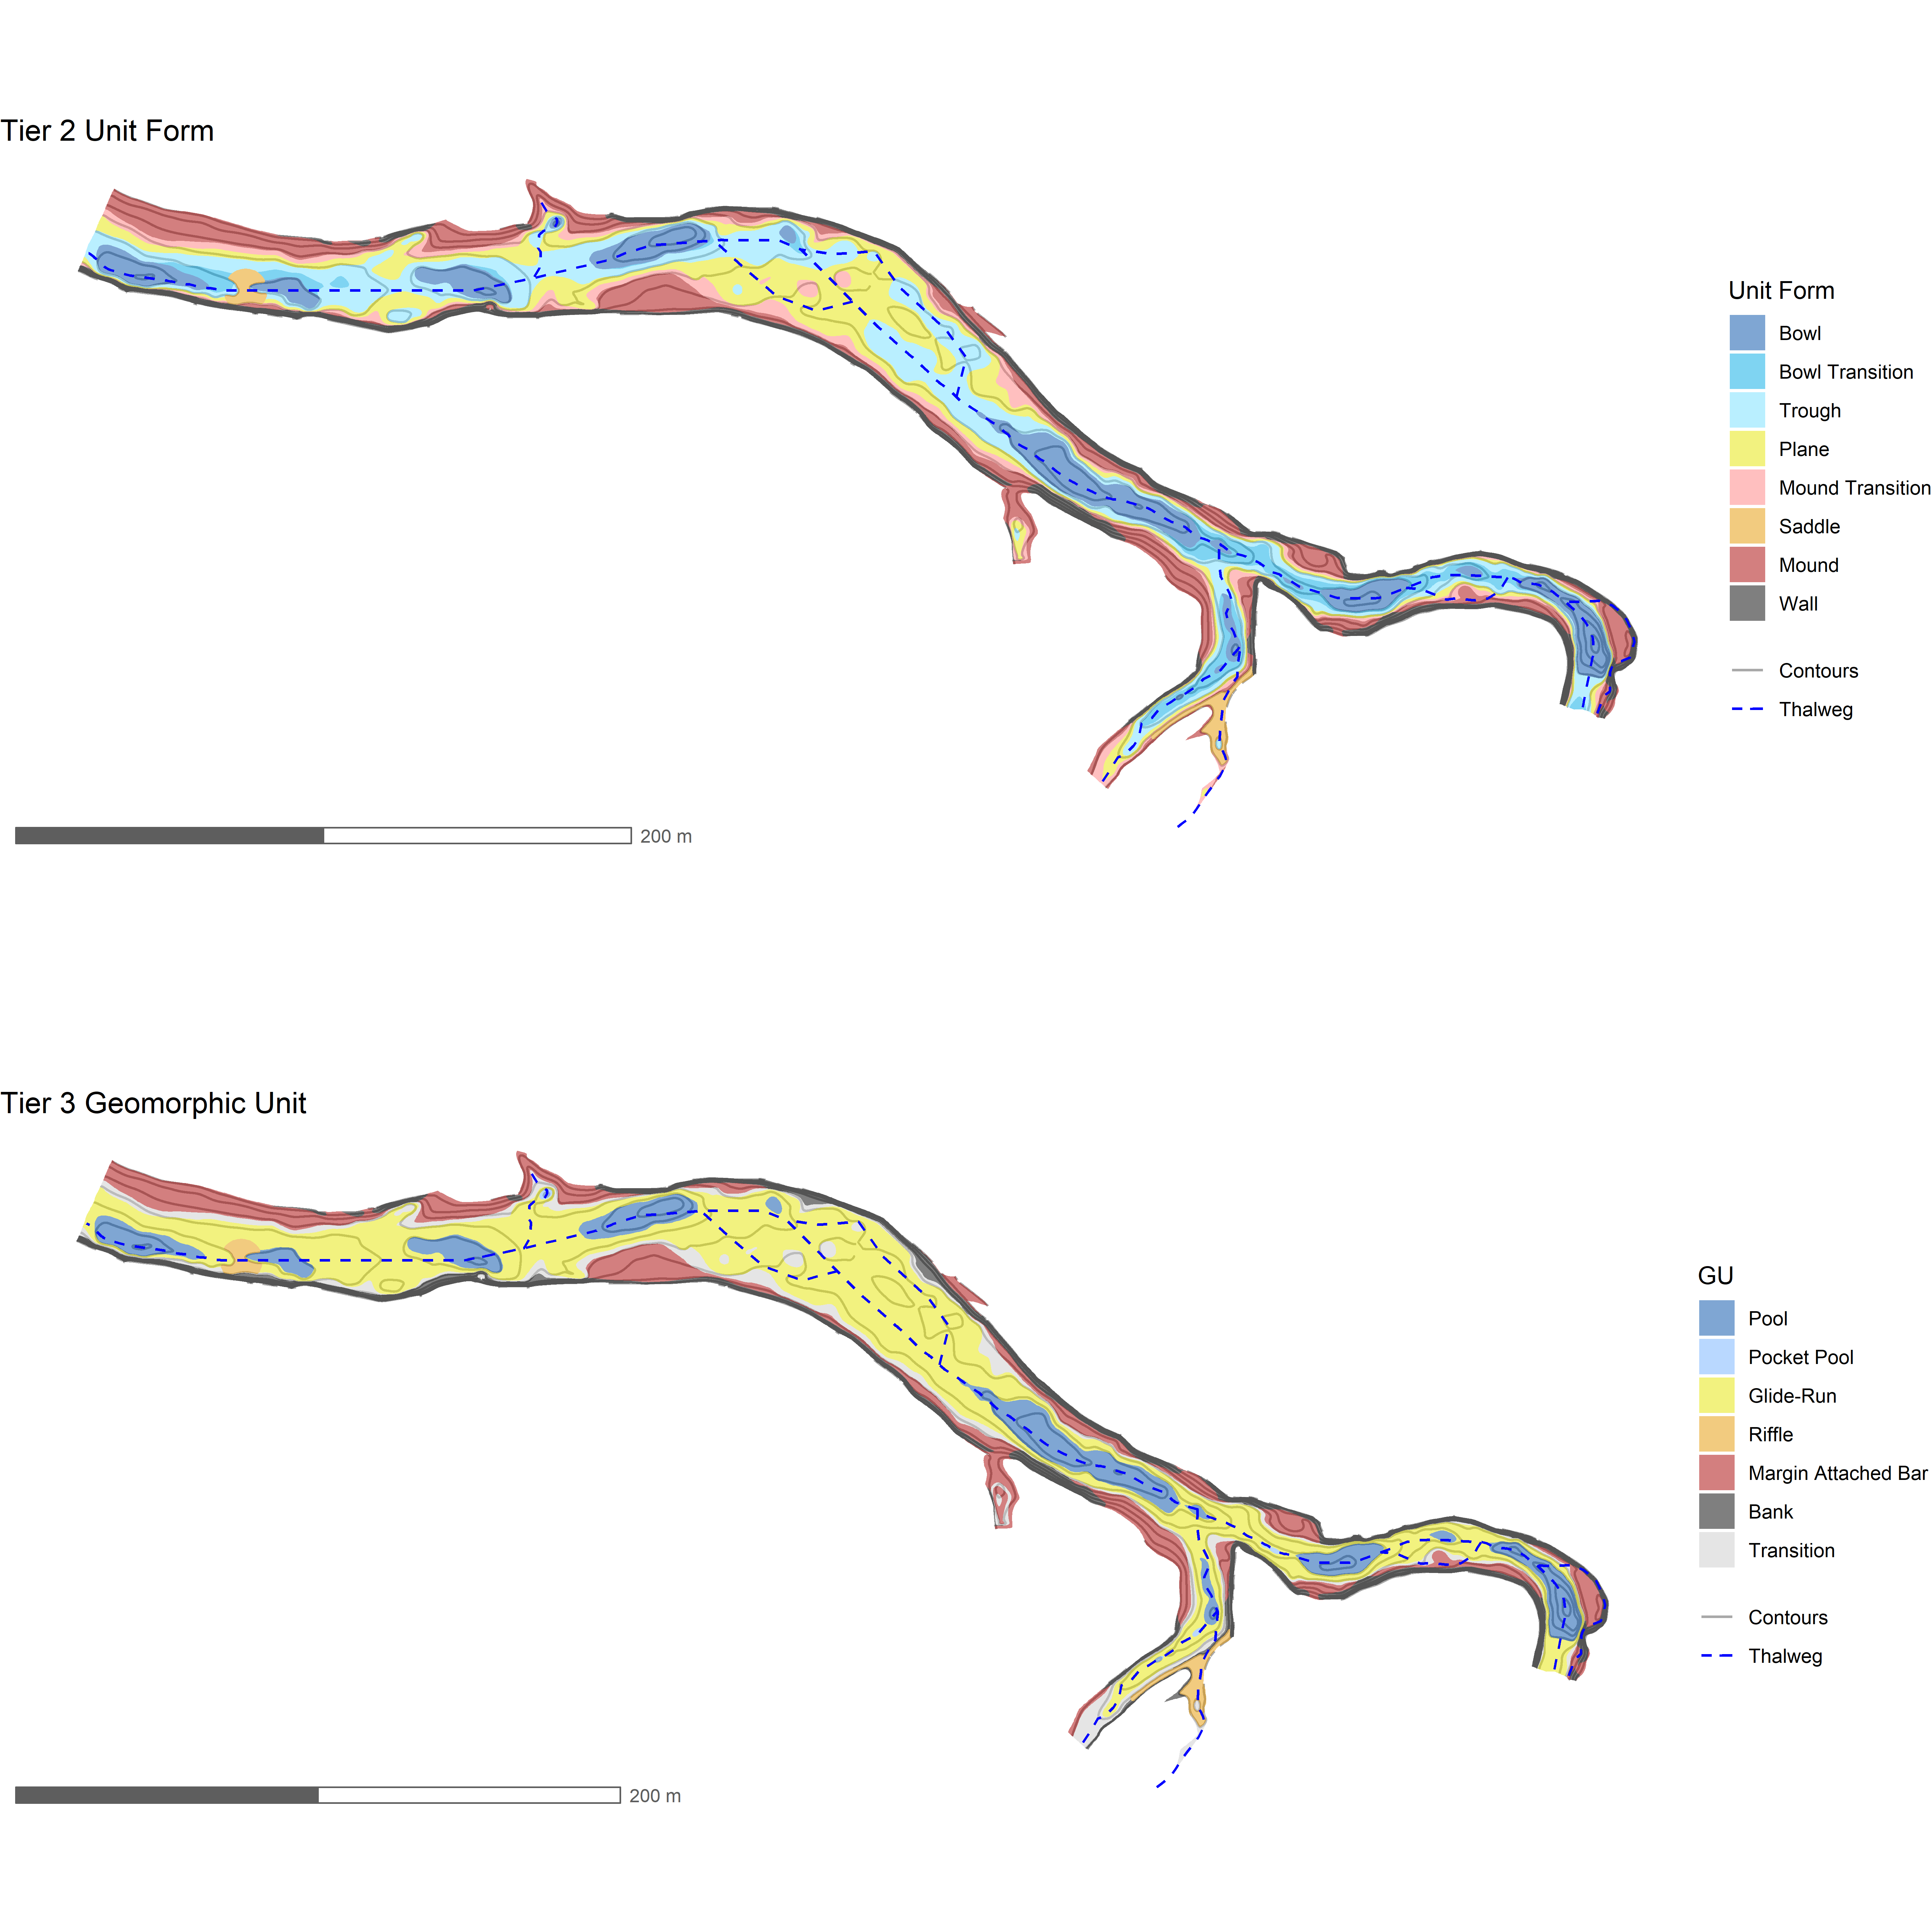 Tier 2 Unit Form
Unit Form
Bowl
Bowl Transition
Trough
Plane
Mound Transition
Saddle
Mound
Wall
Contours
Thalweg
200 m
Tier 3 Geomorphic Unit
GU
Pool
Pocket Pool
Glide-Run
Riffle
Margin Attached Bar
Bank
Transition
Contours
Thalweg
200 m